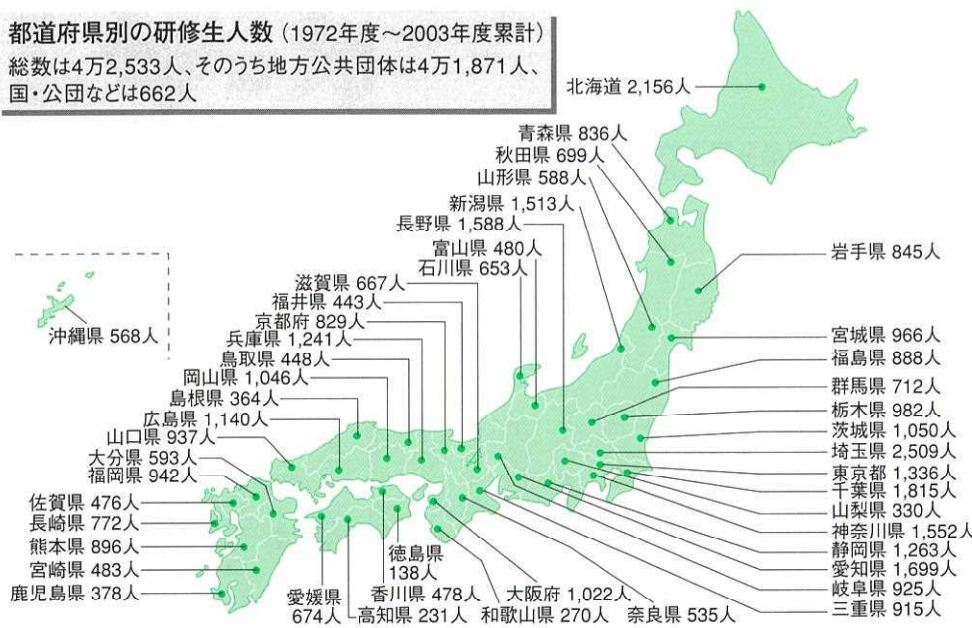 都道府県別の研修生人数 (1972年度～2003年度累計)
総数は4万2,533人、そのうち地方公共団体は4万1,871人、
国・公団などは662人
北海道 2,156人
青森県 836人
秋田県 699人
山形県 588人
新潟県 1,513人
長野県 1,588人
富山県 480人
石川県 653人
滋賀県 667人
福井県 443人
京都府 829人
兵庫県 1,241人
鳥取県 448人
岡山県 1,046人
島根県 364人
広島県 1,140人
山口県 937人
大分県 593人
福岡県 942人
佐賀県 476人
長崎県 772人
熊本県 896人
宮崎県 483人
鹿児島県 378人
沖縄県 568人
岩手県 845人
宮城県 966人
福島県 888人
群馬県 712人
栃木県 982人
茨城県 1,050人
埼玉県 2,509人
東京都 1,336人
千葉県 1,815人
山梨県 330人
神奈川県 1,552人
静岡県 1,263人
愛知県 1,699人
岐阜県 925人
三重県 915人
徳島県
138人
愛媛県
674人
香川県 478人
高知県 231人
大阪府 1,022人
和歌山県 270人
奈良県 535人